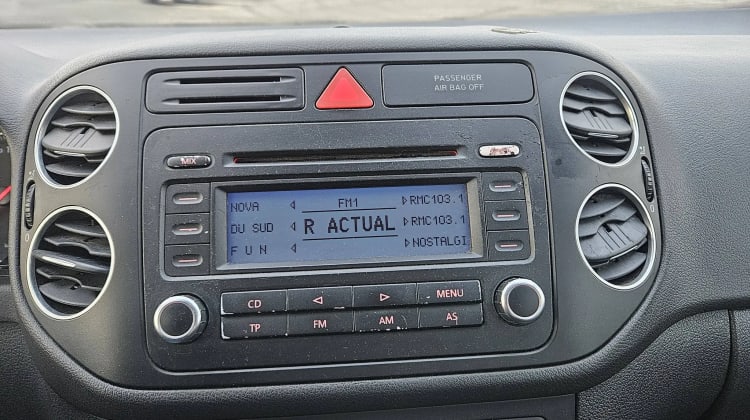 PASSENGER
AIR BAG OFF
MIX
NOVA
FM1
RMC103.1
DU SUD
R ACTUAL
RMC103.1
F U N
NOSTALGI
CD
MENU
TP
FM
AM
AS